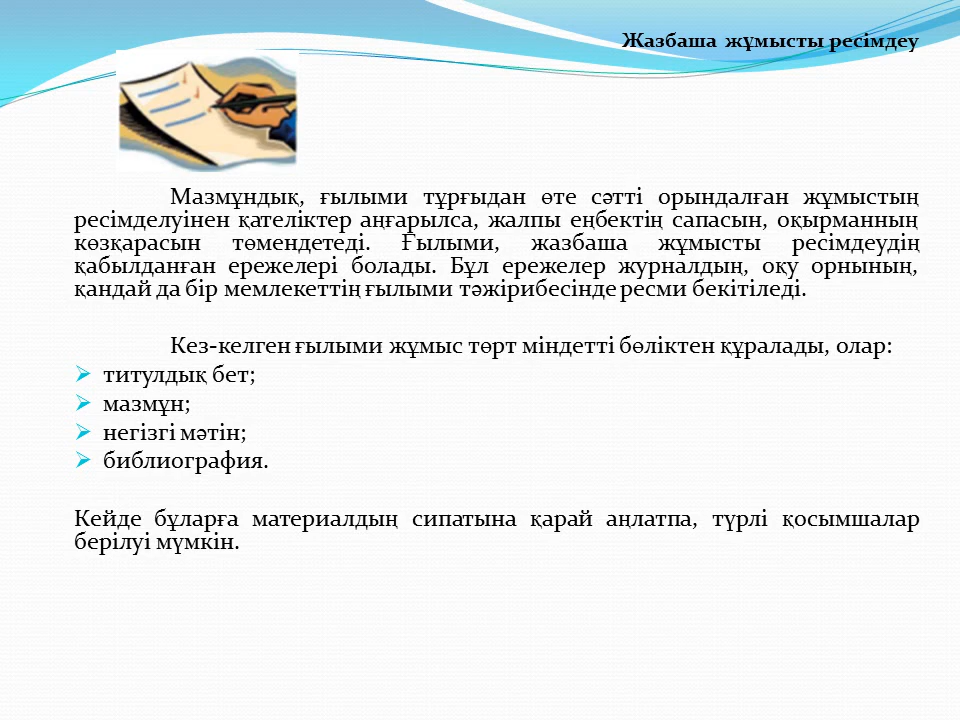 Жазбаша жұмысты ресімдеу
Мазмұндық, ғылыми тұрғыдан өте сәтті орындалған жұмыстың
ресімделуінен қателіктер аңғарылса, жалпы еңбектің сапасын, оқырманның
көзқарасын төмендетеді. Ғылыми, жазбаша жұмысты ресімдеудің
қабылданған ережелері болады. Бұл ережелер журналдың, оқу орнының,
қандай да бір мемлекеттің ғылыми тәжірибесінде ресми бекітіледі.
Кез-келген ғылыми жұмыс төрт міндетті бөліктен құралады, олар:
титулдық бет;
мазмұн;
негізгі мәтін;
библиография.
Кейде бұларға материалдың сипатына қарай аңлатпа, түрлі қосымшалар
берілуі мүмкін.